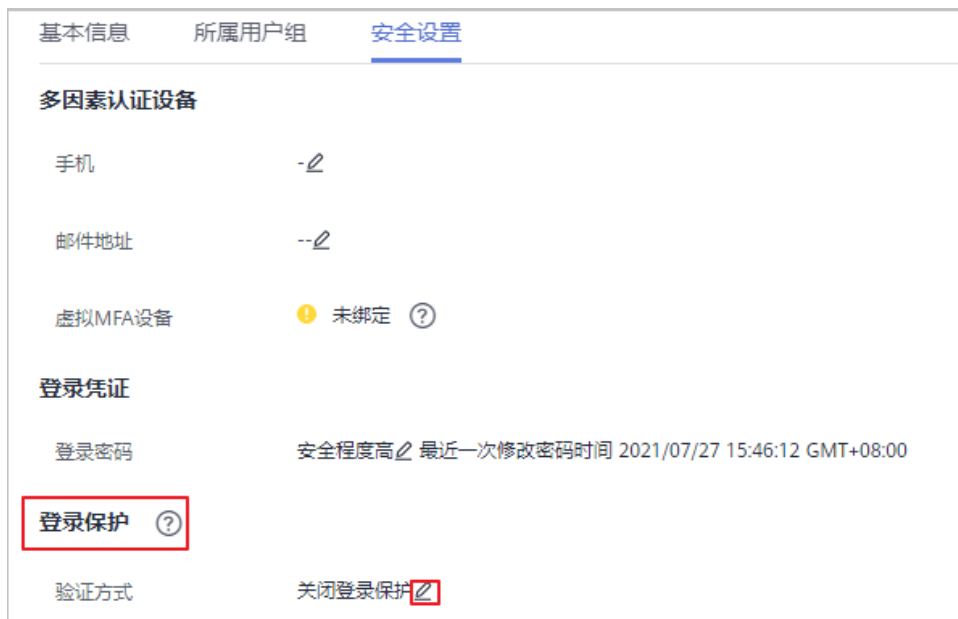 基本信息 所属用户组 安全设置
多因素认证设备
手机 -
邮件地址 --
虚拟MFA设备 未绑定
登录凭证
登录密码 安全程度高 最近一次修改密码时间 2021/07/27 15:46:12 GMT+08:00
登录保护
验证方式 关闭登录保护